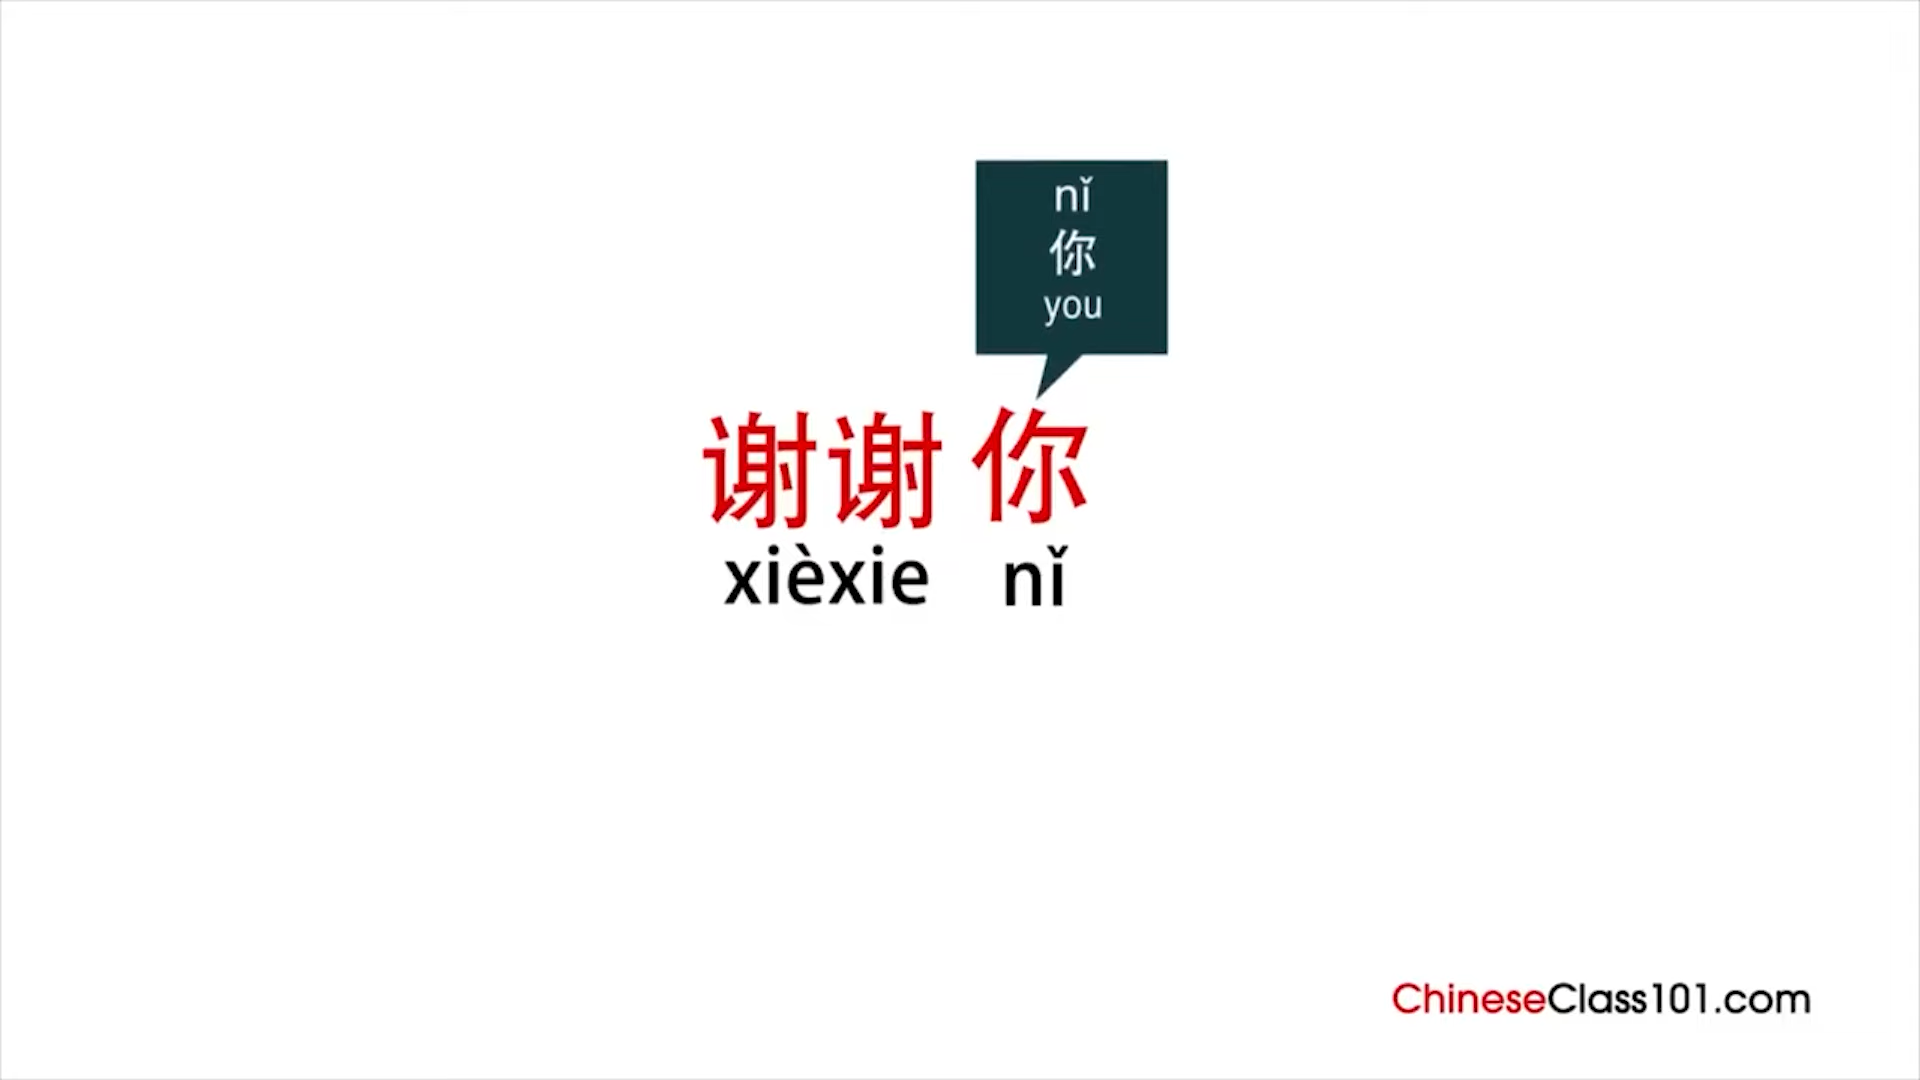 nǐ
你
you
谢谢 你
xièxie nǐ
ChineseClass101.com